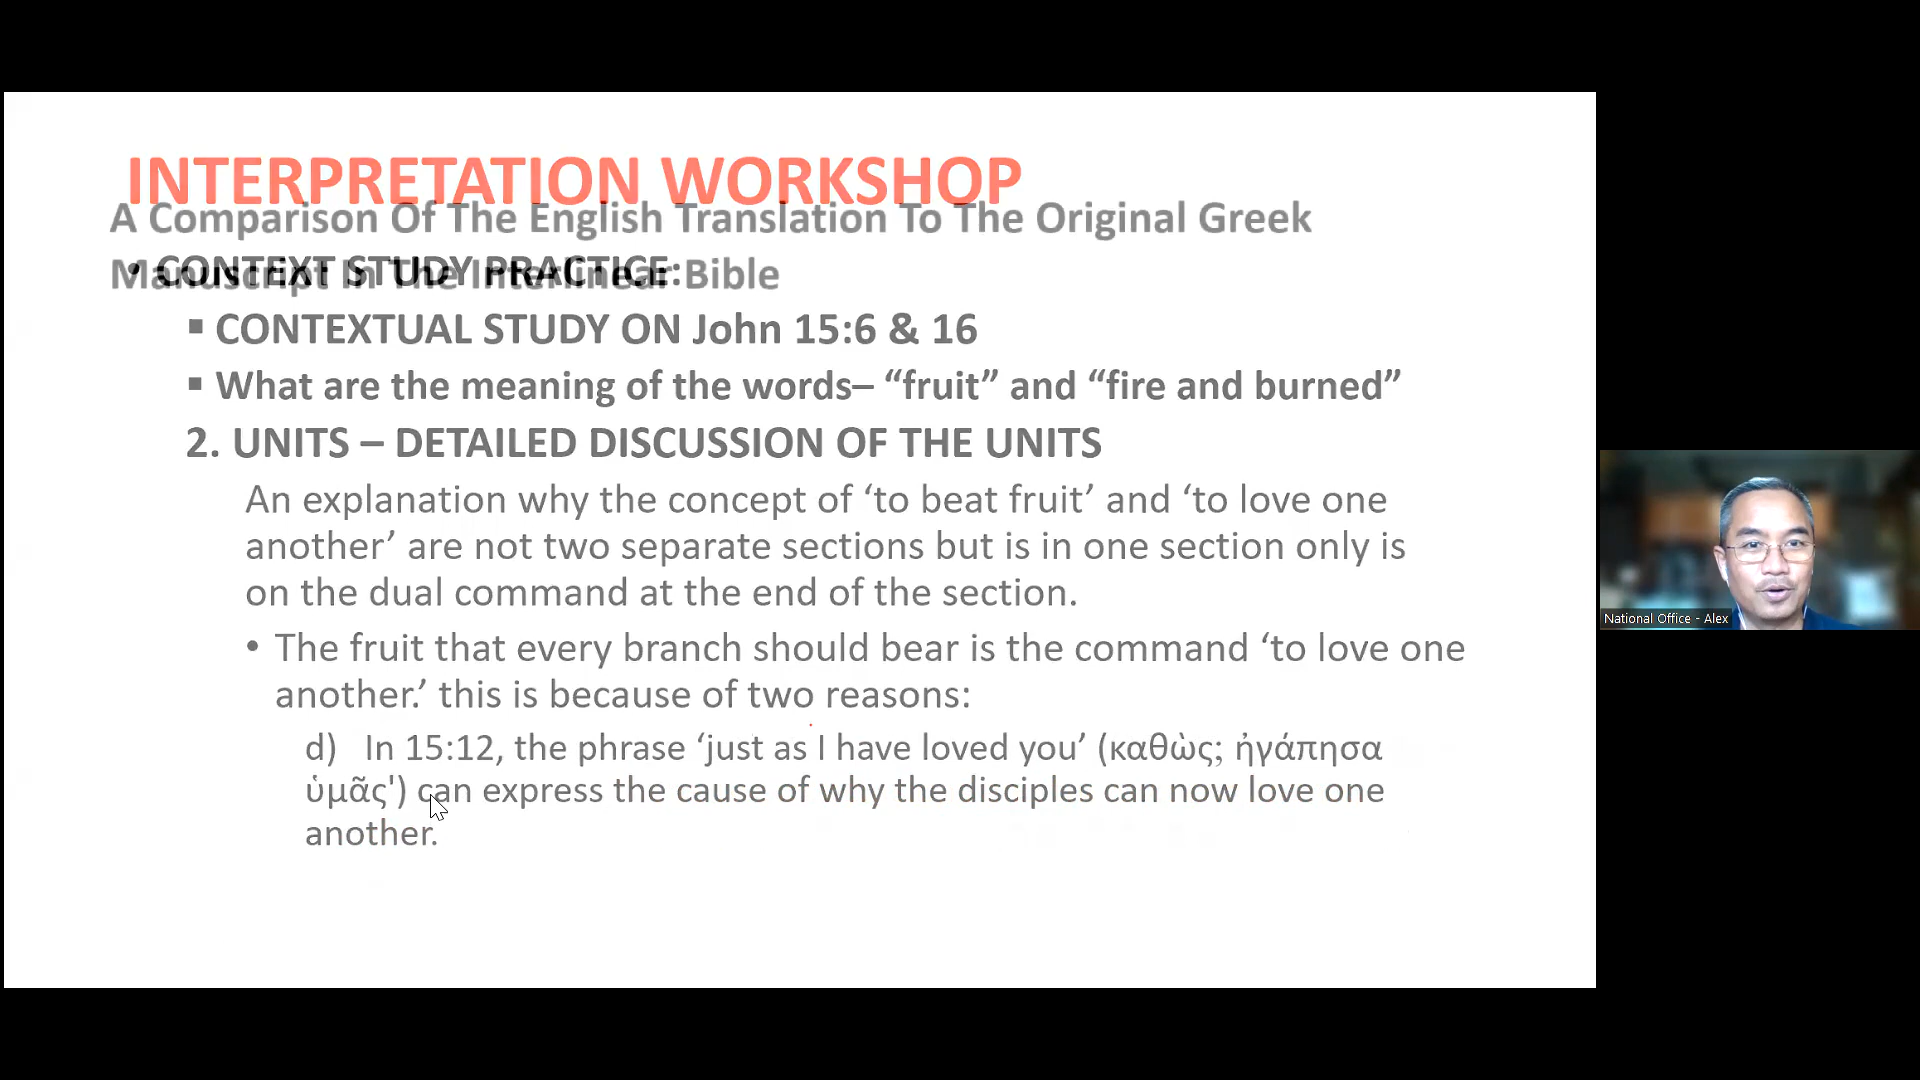 INTERPRETATION WORKSHOP
A Comparison Of The English Translation To The Original Greek
Manuscript In The Interlinear Bible
• CONTEXT STUDY PRACTICE:
▪ CONTEXTUAL STUDY ON John 15:6 & 16
▪ What are the meaning of the words– “fruit” and “fire and burned”
2. UNITS – DETAILED DISCUSSION OF THE UNITS
An explanation why the concept of ‘to beat fruit’ and ‘to love one
another’ are not two separate sections but is in one section only is
on the dual command at the end of the section.
• The fruit that every branch should bear is the command ‘to love one
another.’ this is because of two reasons:
d) In 15:12, the phrase ‘just as I have loved you’ (καθὼς; ἠγάπησα
ὑμᾶς') can express the cause of why the disciples can now love one
another.
National Office - Alex